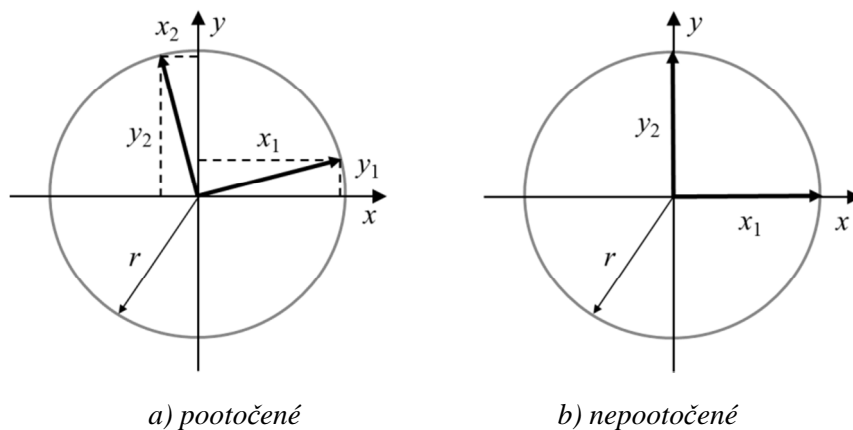 x₂ y
y₂ x₁ y₁
x
r
y
y₂
x₁ x
r
a) pootočené b) nepootočené